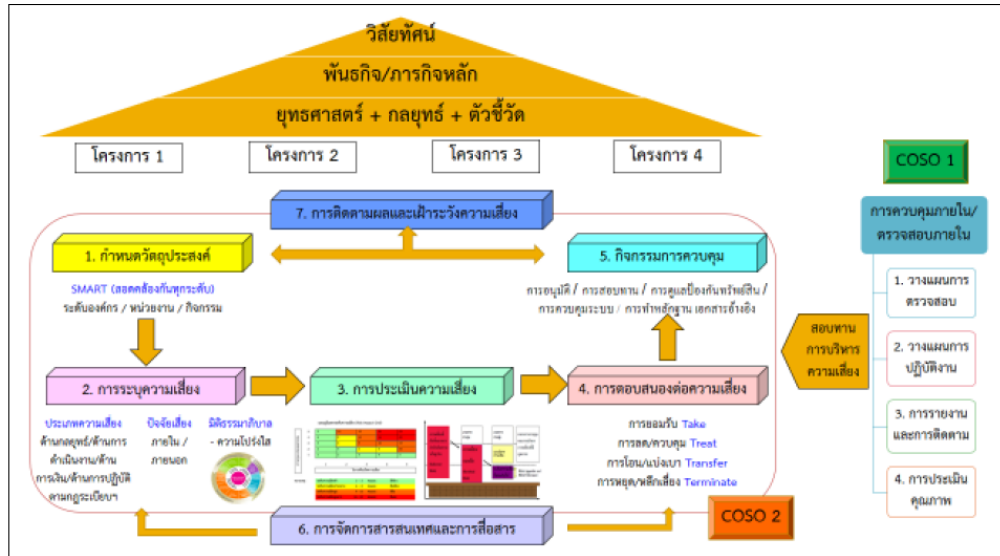 วิสัยทัศน์
พันธกิจ/ภารกิจหลัก
ยุทธศาสตร์ + กลยุทธ์ + ตัวชี้วัด
โครงการ 1
โครงการ 2
โครงการ 3
โครงการ 4
7. การติดตามผลและเฝ้าระวังความเสี่ยง
1. กำหนดวัตถุประสงค์
SMART (สอดคล้องกันทุกระดับ)
ระดับองค์กร / หน่วยงาน / กิจกรรม
5. กิจกรรมการควบคุม
การอนุมัติ / การสอบทาน / การดูแลป้องกันทรัพย์สิน /
การควบคุมระบบ / การทำหลักฐาน เอกสารอ้างอิง
2. การระบุความเสี่ยง
3. การประเมินความเสี่ยง
4. การตอบสนองต่อความเสี่ยง
ประเภทความเสี่ยง
ด้านกลยุทธ์/ด้านการ
ดำเนินงาน/ด้าน
การเงิน/ด้านการปฏิบัติ
ตามกฎระเบียบฯ
ปัจจัยเสี่ยง
ภายใน /
ภายนอก
มิติธรรมาภิบาล
- ความโปร่งใส
การยอมรับ Take
การลด/ควบคุม Treat
การโอน/แบ่งเบา Transfer
การหยุด/หลีกเลี่ยง Terminate
6. การจัดการสารสนเทศและการสื่อสาร
COSO 2
สอบทาน
การบริหาร
ความเสี่ยง
COSO 1
การควบคุมภายใน/
ตรวจสอบภายใน
1. วางแผนการ
ตรวจสอบ
2. วางแผนการ
ปฏิบัติงาน
3. การรายงาน
และการติดตาม
4. การประเมิน
คุณภาพ